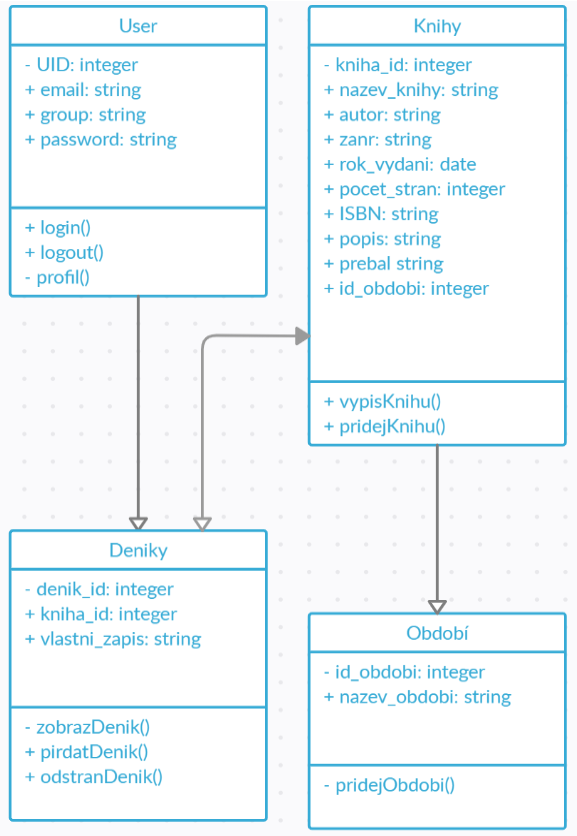 User
- UID: integer
+ email: string
+ group: string
+ password: string
+ login()
+ logout()
- profil()
Knihy
- kniha_id: integer
+ nazev_knihy: string
+ autor: string
+ zanr: string
+ rok_vydani: date
+ pocet_stran: integer
+ ISBN: string
+ popis: string
+ prebal string
+ id_obdobi: integer
+ vypisKnihu()
+ pridejKnihu()
Deniky
- denik_id: integer
+ kniha_id: integer
+ vlastni_zapis: string
- zobrazDenik()
+ pirdatDenik()
+ odstranDenik()
Období
- id_obdobi: integer
+ nazev_obdobi: string
- pridejObdobi()